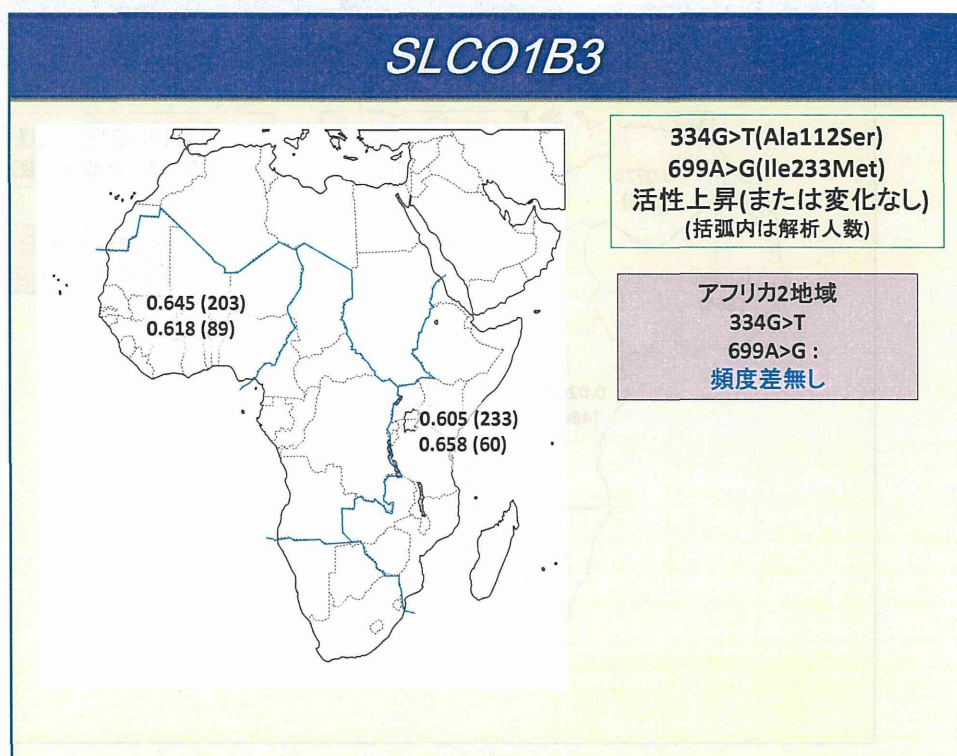 SLCO1B3
334G>T(Ala112Ser)
699A>G(Ile233Met)
活性上昇(または変化なし)
(括弧内は解析人数)
アフリカ2地域
334G>T
699A>G :
頻度差無し
0.645 (203)
0.618 (89)
0.605 (233)
0.658 (60)